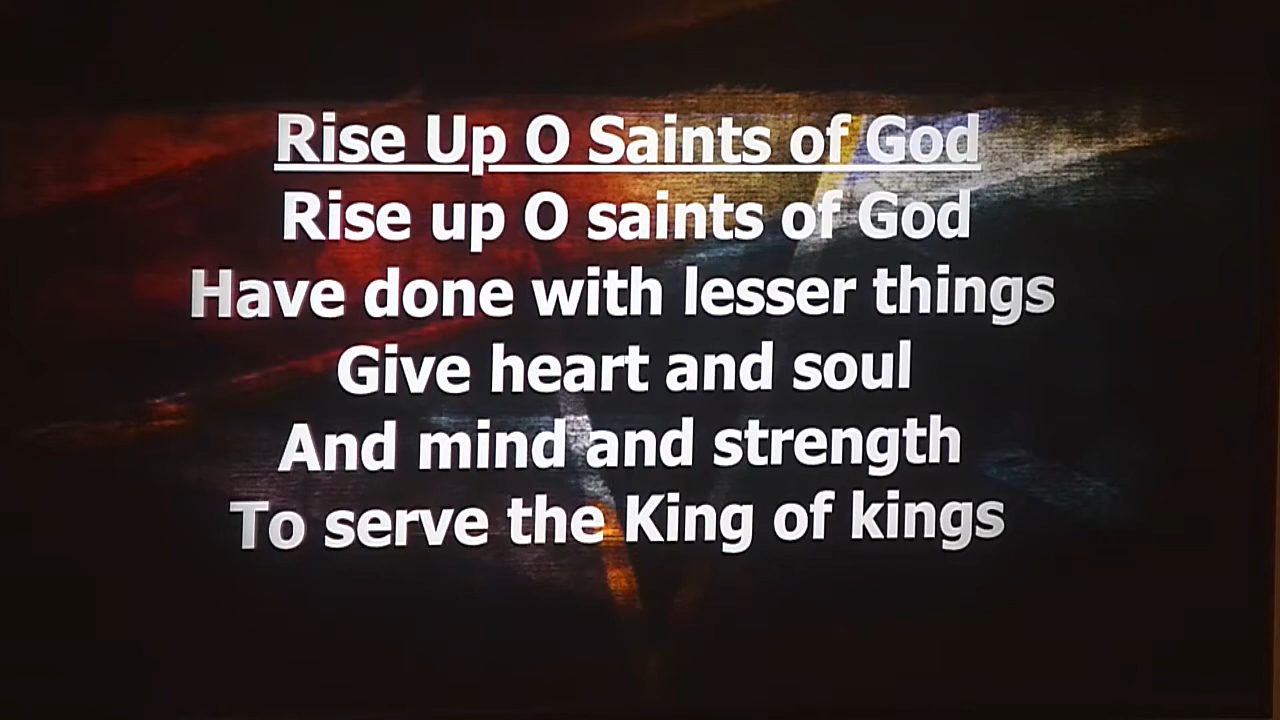 Rise Up O Saints of God
Rise up O saints of God
Have done with lesser things
Give heart and soul
And mind and strength
To serve the King of kings